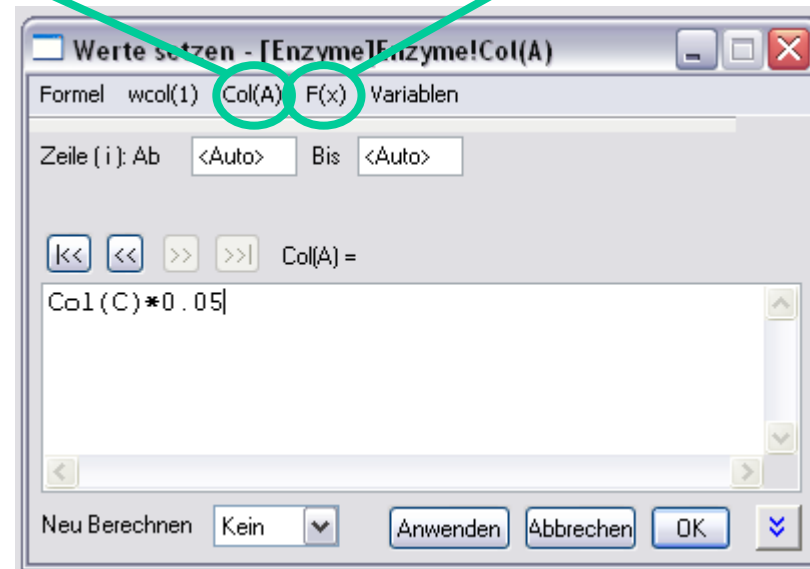 Werte setzen - [Enzyme]Enzyme!Col(A)
Formel wcol(1) Col(A) F(x) Variablen
Zeile ( i ): Ab <Auto> Bis <Auto>
|<< << >> >>| Col(A) =
Col(C)*0.05
Neu Berechnen Kein Anwenden Abbrechen OK